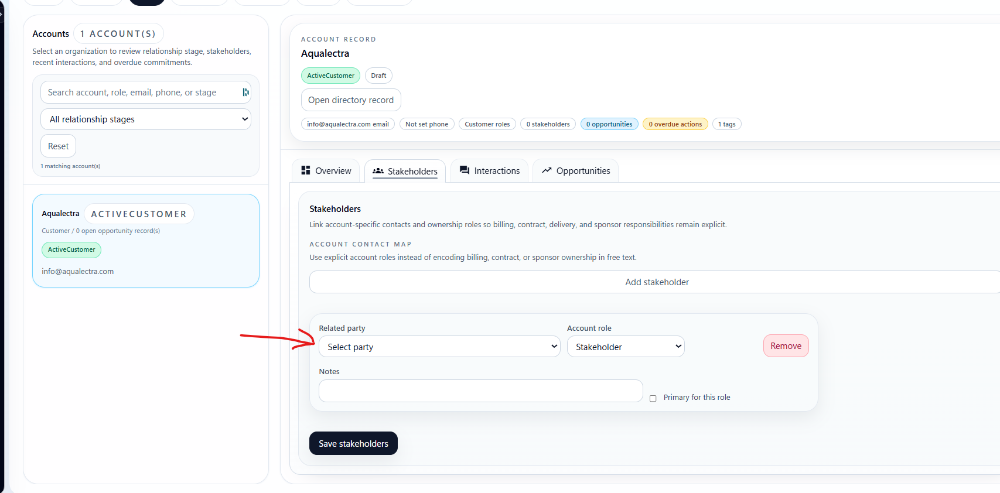 Accounts 1 ACCOUNT(S)
Select an organization to review relationship stage, stakeholders,
recent interactions, and overdue commitments.
Search account, role, email, phone, or stage
All relationship stages
Reset
1 matching account(s)
Aqualectra ACTIVECUSTOMER
Customer / 0 open opportunity record(s)
ActiveCustomer
info@aqualectra.com
ACCOUNT RECORD
Aqualectra
ActiveCustomer Draft
Open directory record
info@aqualectra.com email Not set phone Customer roles 0 stakeholders 0 opportunities 0 overdue actions 1 tags
Overview Stakeholders Interactions Opportunities
Stakeholders
Link account-specific contacts and ownership roles so billing, contract, delivery, and sponsor responsibilities remain explicit.
ACCOUNT CONTACT MAP
Use explicit account roles instead of encoding billing, contract, or sponsor ownership in free text.
Add stakeholder
Related party Account role
Select party Stakeholder Remove
Notes
Primary for this role
Save stakeholders